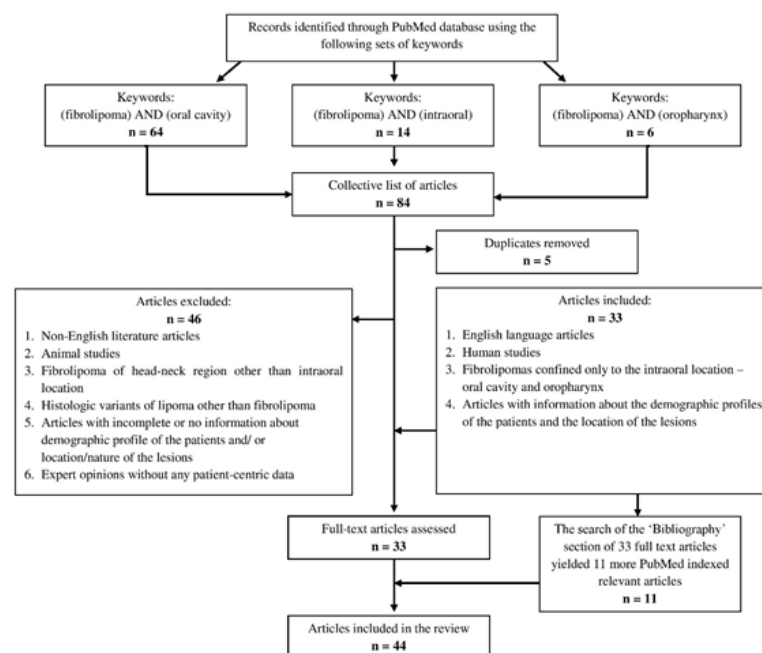 Records identified through PubMed database using the
following sets of keywords
Keywords:
(fibrolipoma) AND (oral cavity)
n = 64
Keywords:
(fibrolipoma) AND (intraoral)
n = 14
Keywords:
(fibrolipoma) AND (oropharynx)
n = 6
Collective list of articles
n = 84
Duplicates removed
n = 5
Articles excluded:
n = 46
1. Non-English literature articles
2. Animal studies
3. Fibrolipoma of head-neck region other than intraoral
location
4. Histologic variants of lipoma other than fibrolipoma
5. Articles with incomplete or no information about
demographic profile of the patients and/ or
location/nature of the lesions
6. Expert opinions without any patient-centric data
Articles included:
n = 33
1. English language articles
2. Human studies
3. Fibrolipomas confined only to the intraoral location –
oral cavity and oropharynx
4. Articles with information about the demographic profiles
of the patients and the location of the lesions
Full-text articles assessed
n = 33
The search of the ‘Bibliography’
section of 33 full text articles
yielded 11 more PubMed indexed
relevant articles
n = 11
Articles included in the review
n = 44